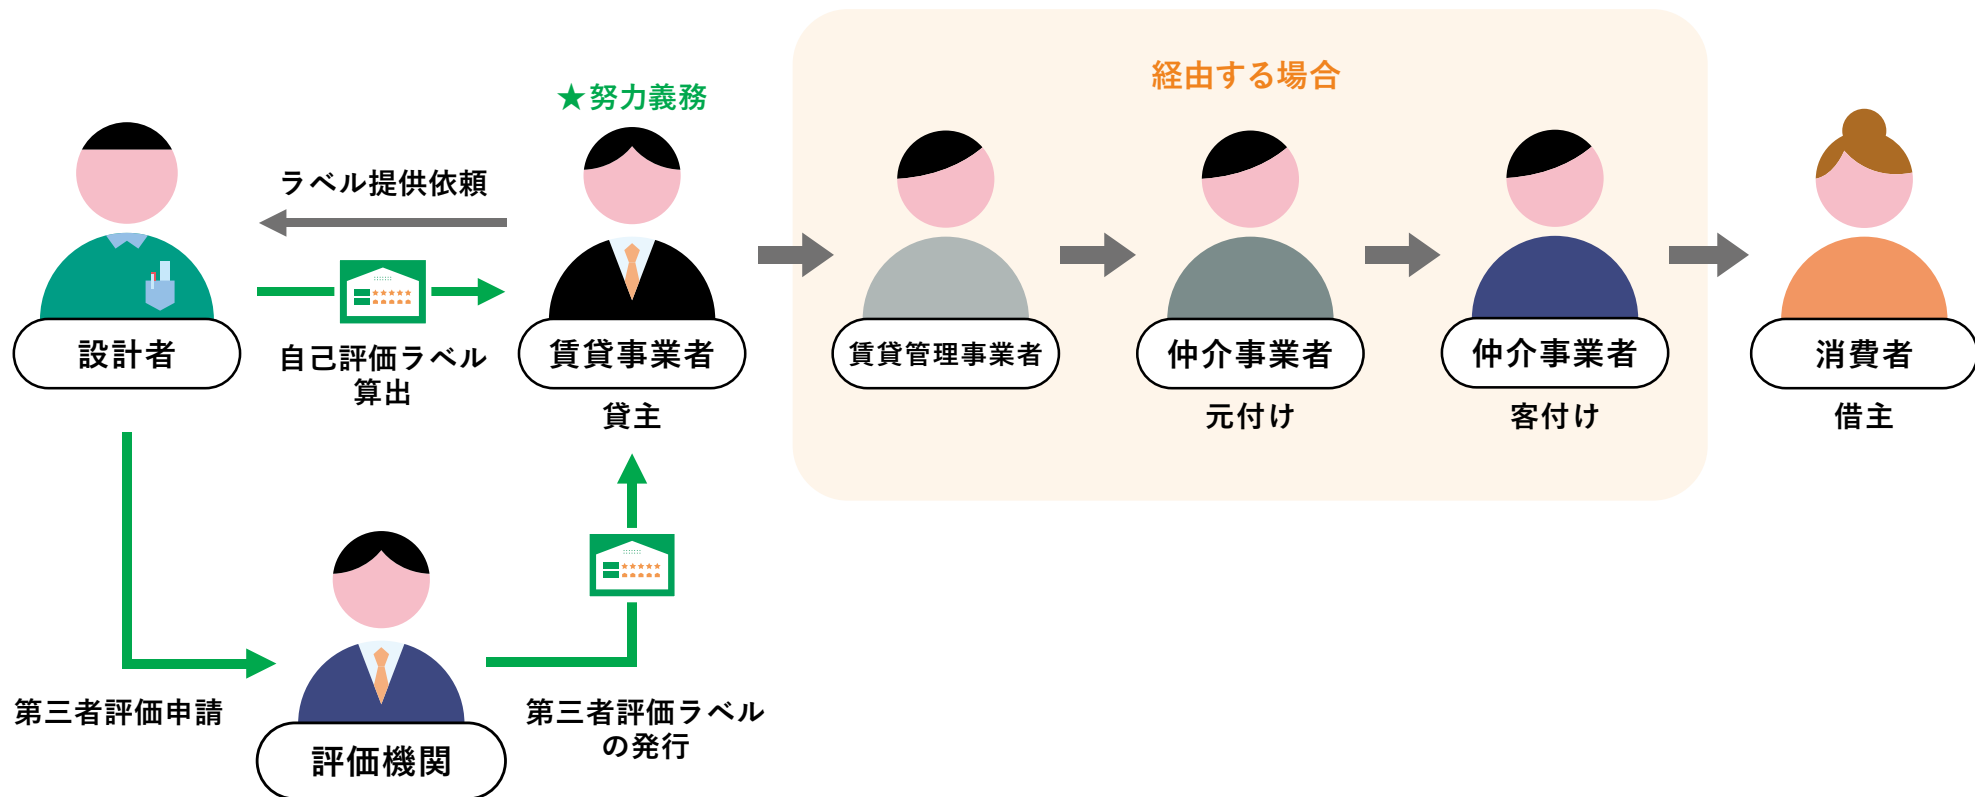 経由する場合
★努力義務
ラベル提供依頼
設計者
自己評価ラベル
算出
賃貸事業者
貸主
賃貸管理事業者
仲介事業者
元付け
仲介事業者
客付け
消費者
借主
第三者評価申請
評価機関
第三者評価ラベル
の発行